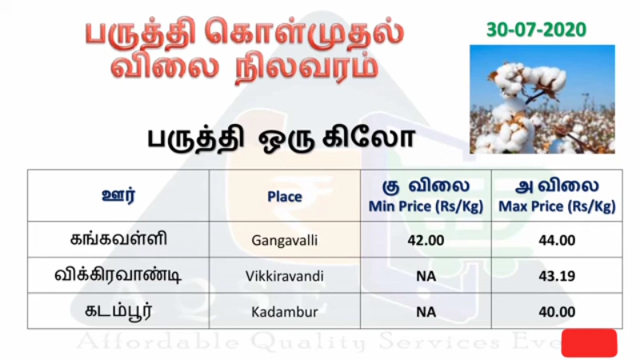 பருத்தி கொள்முதல்
விலை நிலவரம்
30-07-2020
பருத்தி ஒரு கிலோ
ஊர் Place கு விலை Min Price (Rs/Kg) அ விலை Max Price (Rs/Kg)
கங்கவள்ளி Gangavalli 42.00 44.00
விக்கிரவாண்டி Vikkiravandi NA 43.19
கடம்பூர் Kadambur NA 40.00
Affordable Quality Services